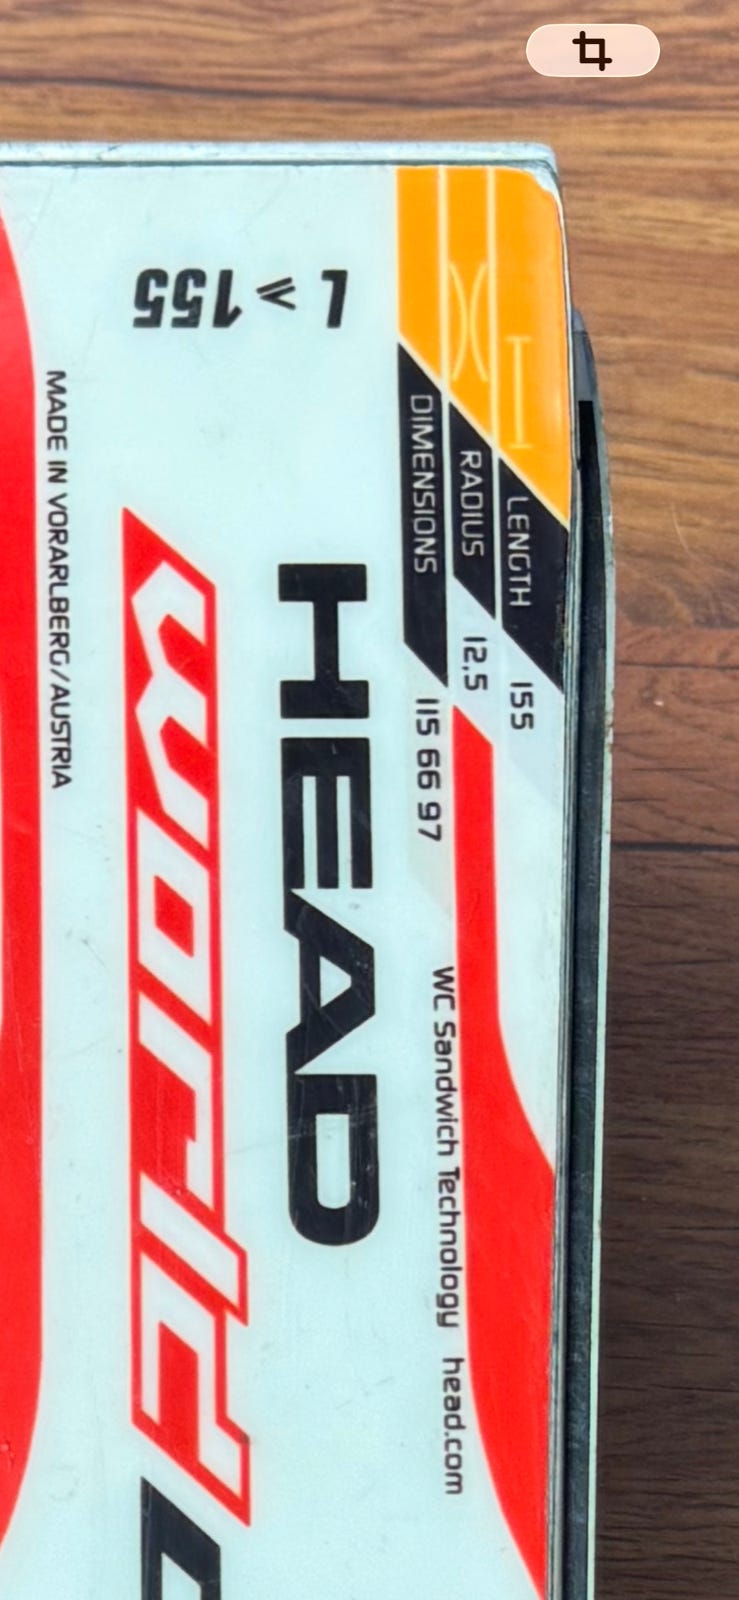 L ⩾ 155
LENGTH 155
RADIUS 12,5
DIMENSIONS 115 66 97
WC Sandwich Technology head.com
HEAD
World
MADE IN VORARLBERG/AUSTRIA